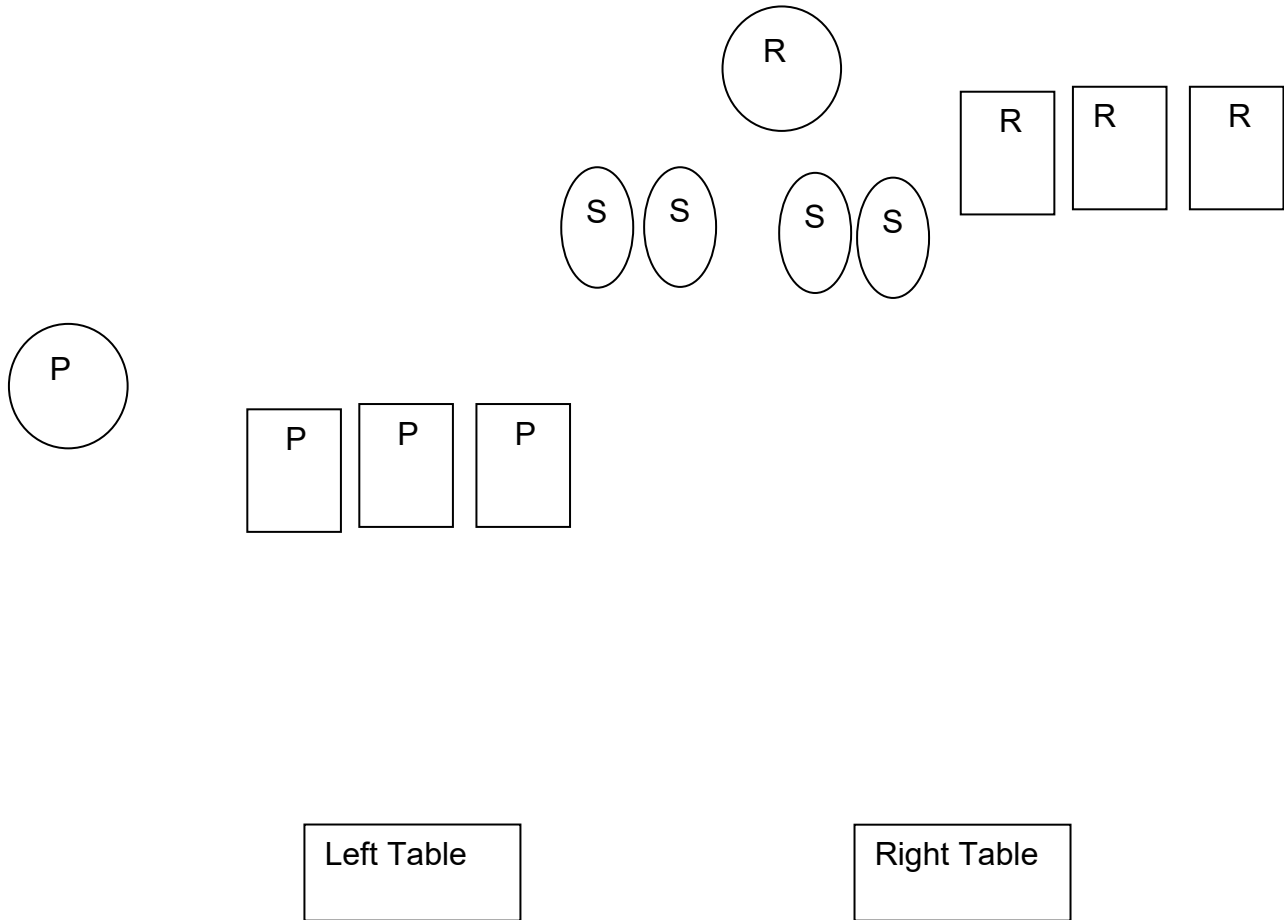 R
R R R
S S S S
P
P P P
Left Table Right Table